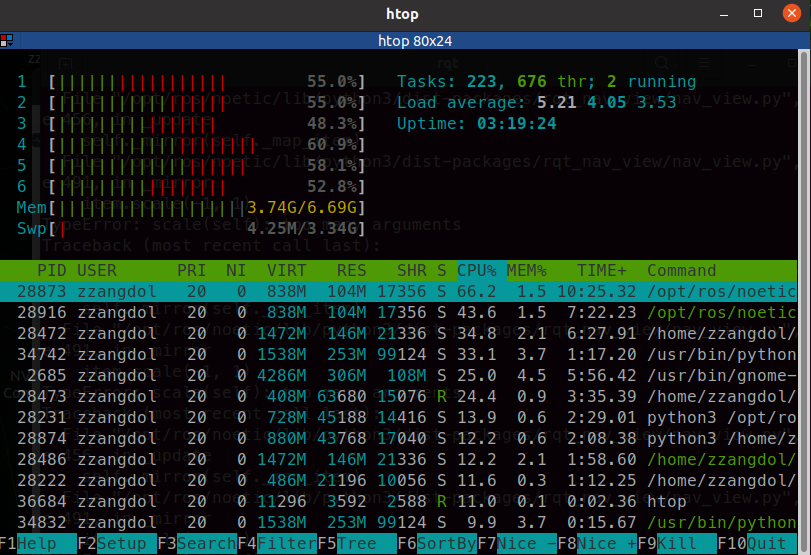 htop
htop 80x24
1 [|||||||||||||||||| 55.0%] Tasks: 223, 676 thr; 2 running
2 [|||||||||||||||||| 55.0%] Load average: 5.21 4.05 3.53
3 [|||||||||||||||| 48.3%] Uptime: 03:19:24
4 [|||||||||||||||||||| 60.9%]
5 [||||||||||||||||||| 58.1%]
6 [|||||||||||||||||| 52.8%]
Mem[|||||||||||||||||||3.74G/6.69G]
Swp[| 4.25M/3.34G]
PID USER PRI NI VIRT RES SHR S CPU% MEM% TIME+ Command
28873 zzangdol 20 0 838M 104M 17356 S 66.2 1.5 10:25.32 /opt/ros/noetic
28916 zzangdol 20 0 838M 104M 17356 S 43.6 1.5 7:22.23 /opt/ros/noetic
28472 zzangdol 20 0 1472M 146M 21336 S 34.8 2.1 6:27.91 /home/zzangdol/
34742 zzangdol 20 0 1538M 253M 99124 S 33.1 3.7 1:17.20 /usr/bin/python
22685 zzangdol 20 0 4286M 306M 108M S 25.0 4.5 5:56.42 /usr/bin/gnome-
28473 zzangdol 20 0 408M 63680 15076 R 24.4 0.9 3:35.39 /home/zzangdol/
28231 zzangdol 20 0 728M 45188 14416 S 13.9 0.6 2:29.01 python3 /opt/ro
28874 zzangdol 20 0 880M 43768 17040 S 12.2 0.6 2:08.18 python3 /home/z
28486 zzangdol 20 0 1472M 146M 21336 S 12.2 2.1 1:58.60 /home/zzangdol/
28222 zzangdol 20 0 486M 21196 10056 S 11.6 0.3 1:12.25 /home/zzangdol/
36684 zzangdol 20 0 11296 3592 2588 R 11.0 0.1 0:02.36 htop
34832 zzangdol 20 0 1538M 253M 99124 S 9.9 3.7 0:15.67 /usr/bin/python
F1Help F2Setup F3SearchF4FilterF5Tree F6SortByF7Nice -F8Nice +F9Kill F10Quit